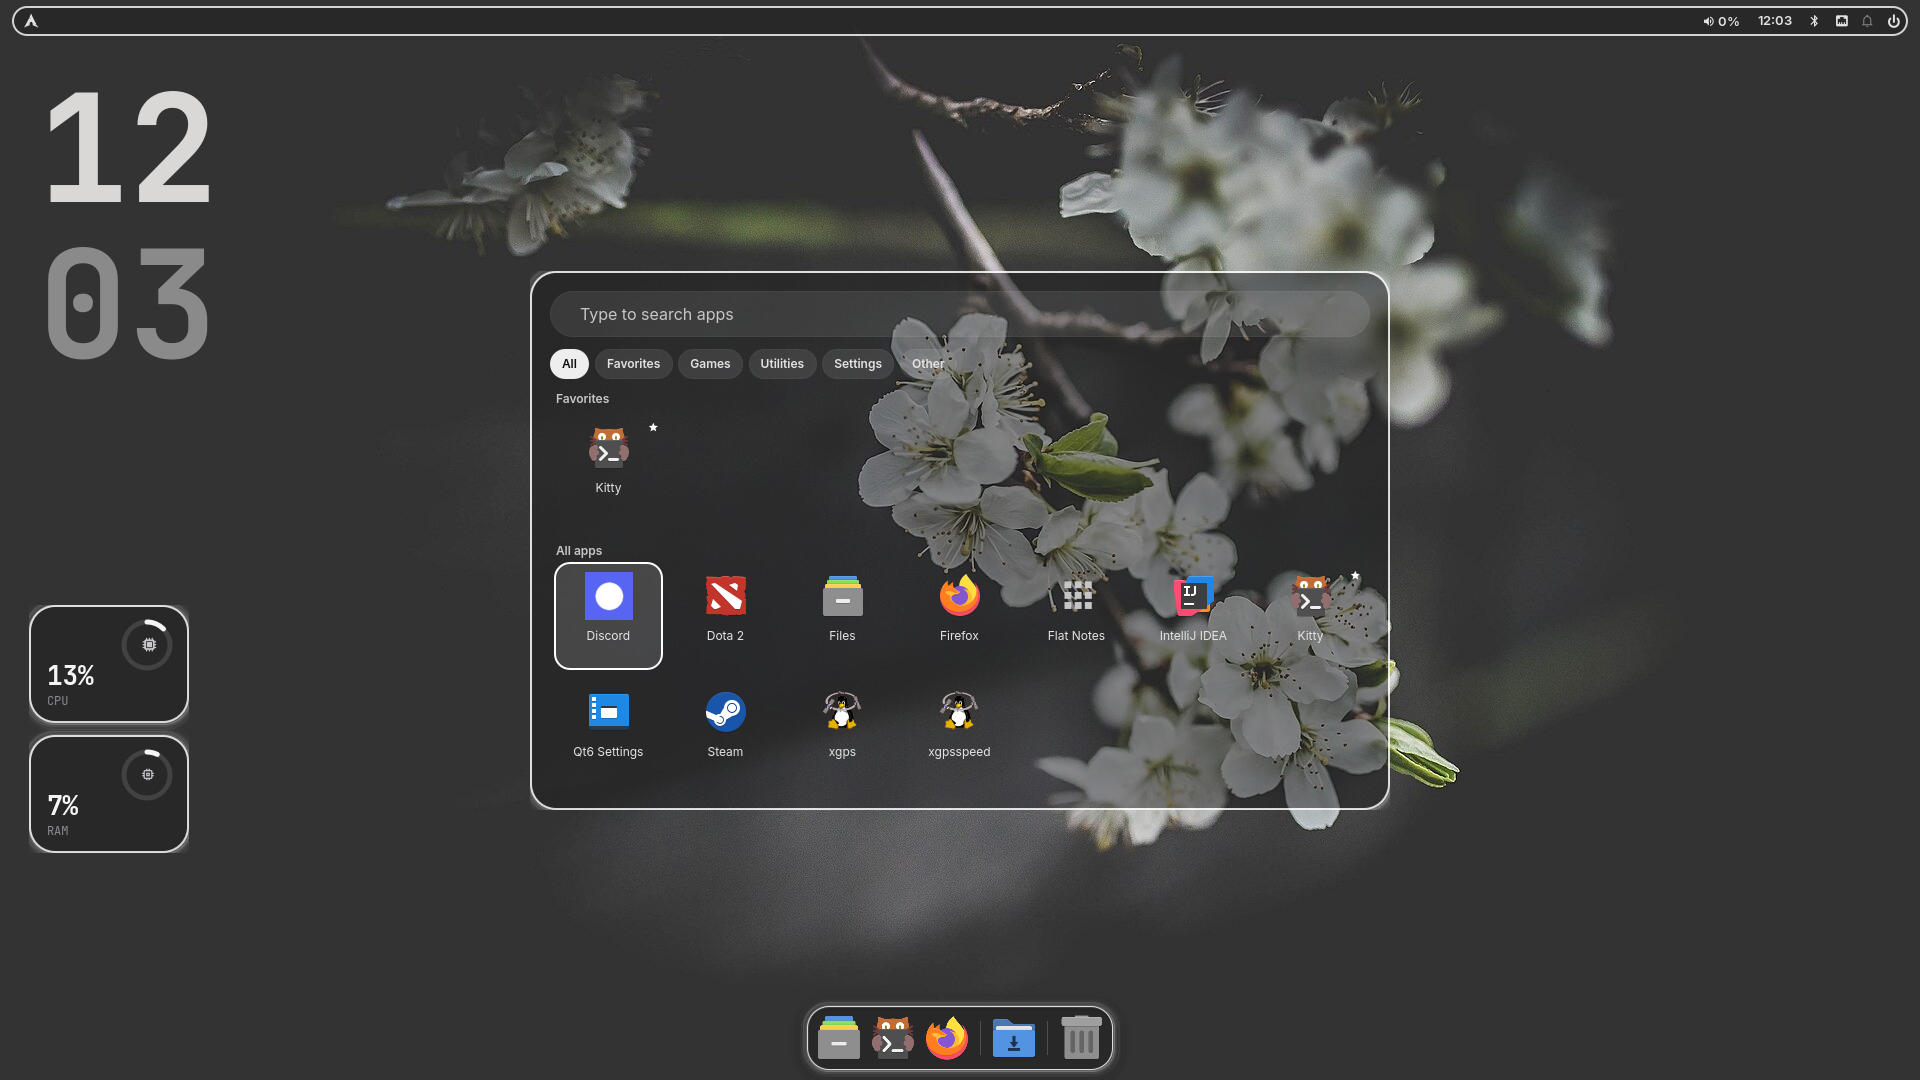 0%
12:03
12
03
Type to search apps
All
Favorites
Games
Utilities
Settings
Other
Favorites
Kitty
All apps
Discord
Dota 2
Files
Firefox
Flat Notes
IJ
IntelliJ IDEA
Kitty
Qt6 Settings
Steam
xgps
xgpsspeed
13%
CPU
7%
RAM